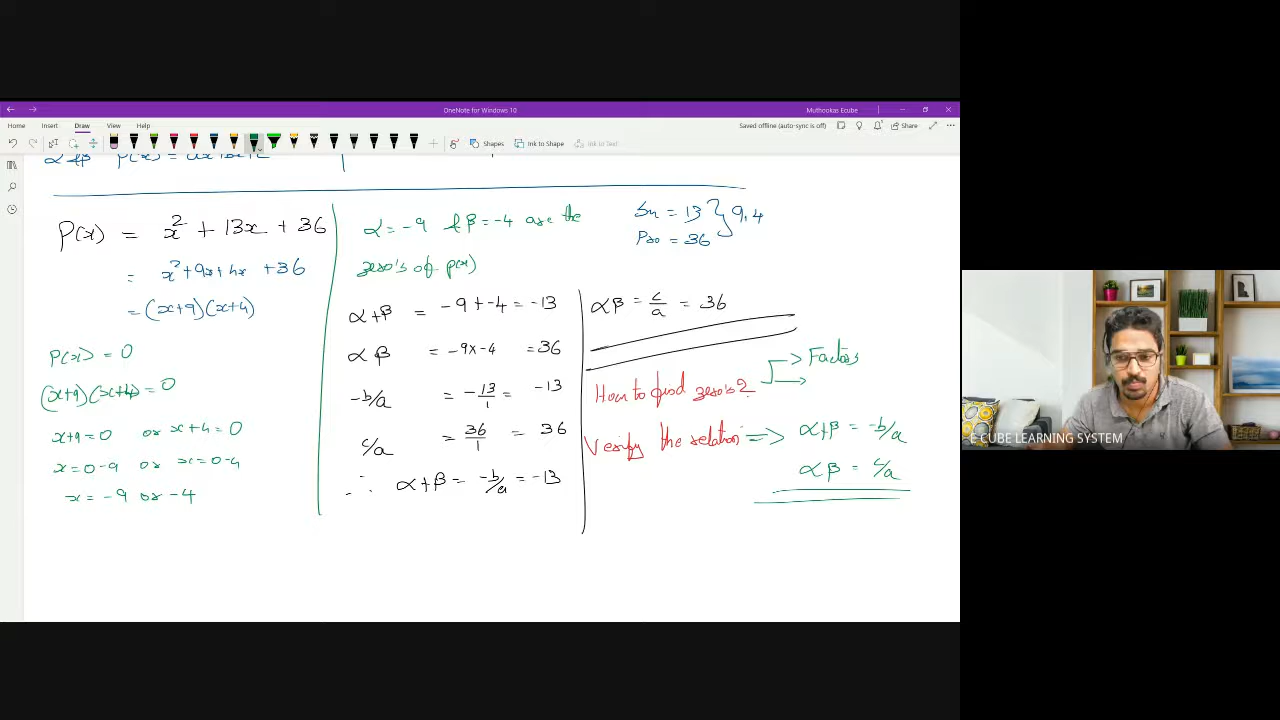 OneNote for Windows 10
Muthookas Ecube
Home Insert Draw View Help
Saved offline (auto-sync is off)
Share
Shapes
Ink to Shape
Ink to Text
P(x) = x² + 13x + 36
= x² + 9x + 4x + 36
= (x+9)(x+4)
P(x) = 0
(x+9)(x+4) = 0
x+9 = 0 or x+4 = 0
x = 0-9 or x = 0-4
x = -9 or -4
α = -9 & β = -4 are the
zero's of p(x)
α+β = -9 + -4 = -13
αβ = -9 x -4 = 36
-b/a = -13/1 = -13
c/a = 36/1 = 36
∴ α+β = -b/a = -13
Sm = 13 } 9, 4
Pro = 36
αβ = c/a = 36
How to find zero's?
Factors
Verify the relation => α+β = -b/a
αβ = c/a
E CUBE LEARNING SYSTEM